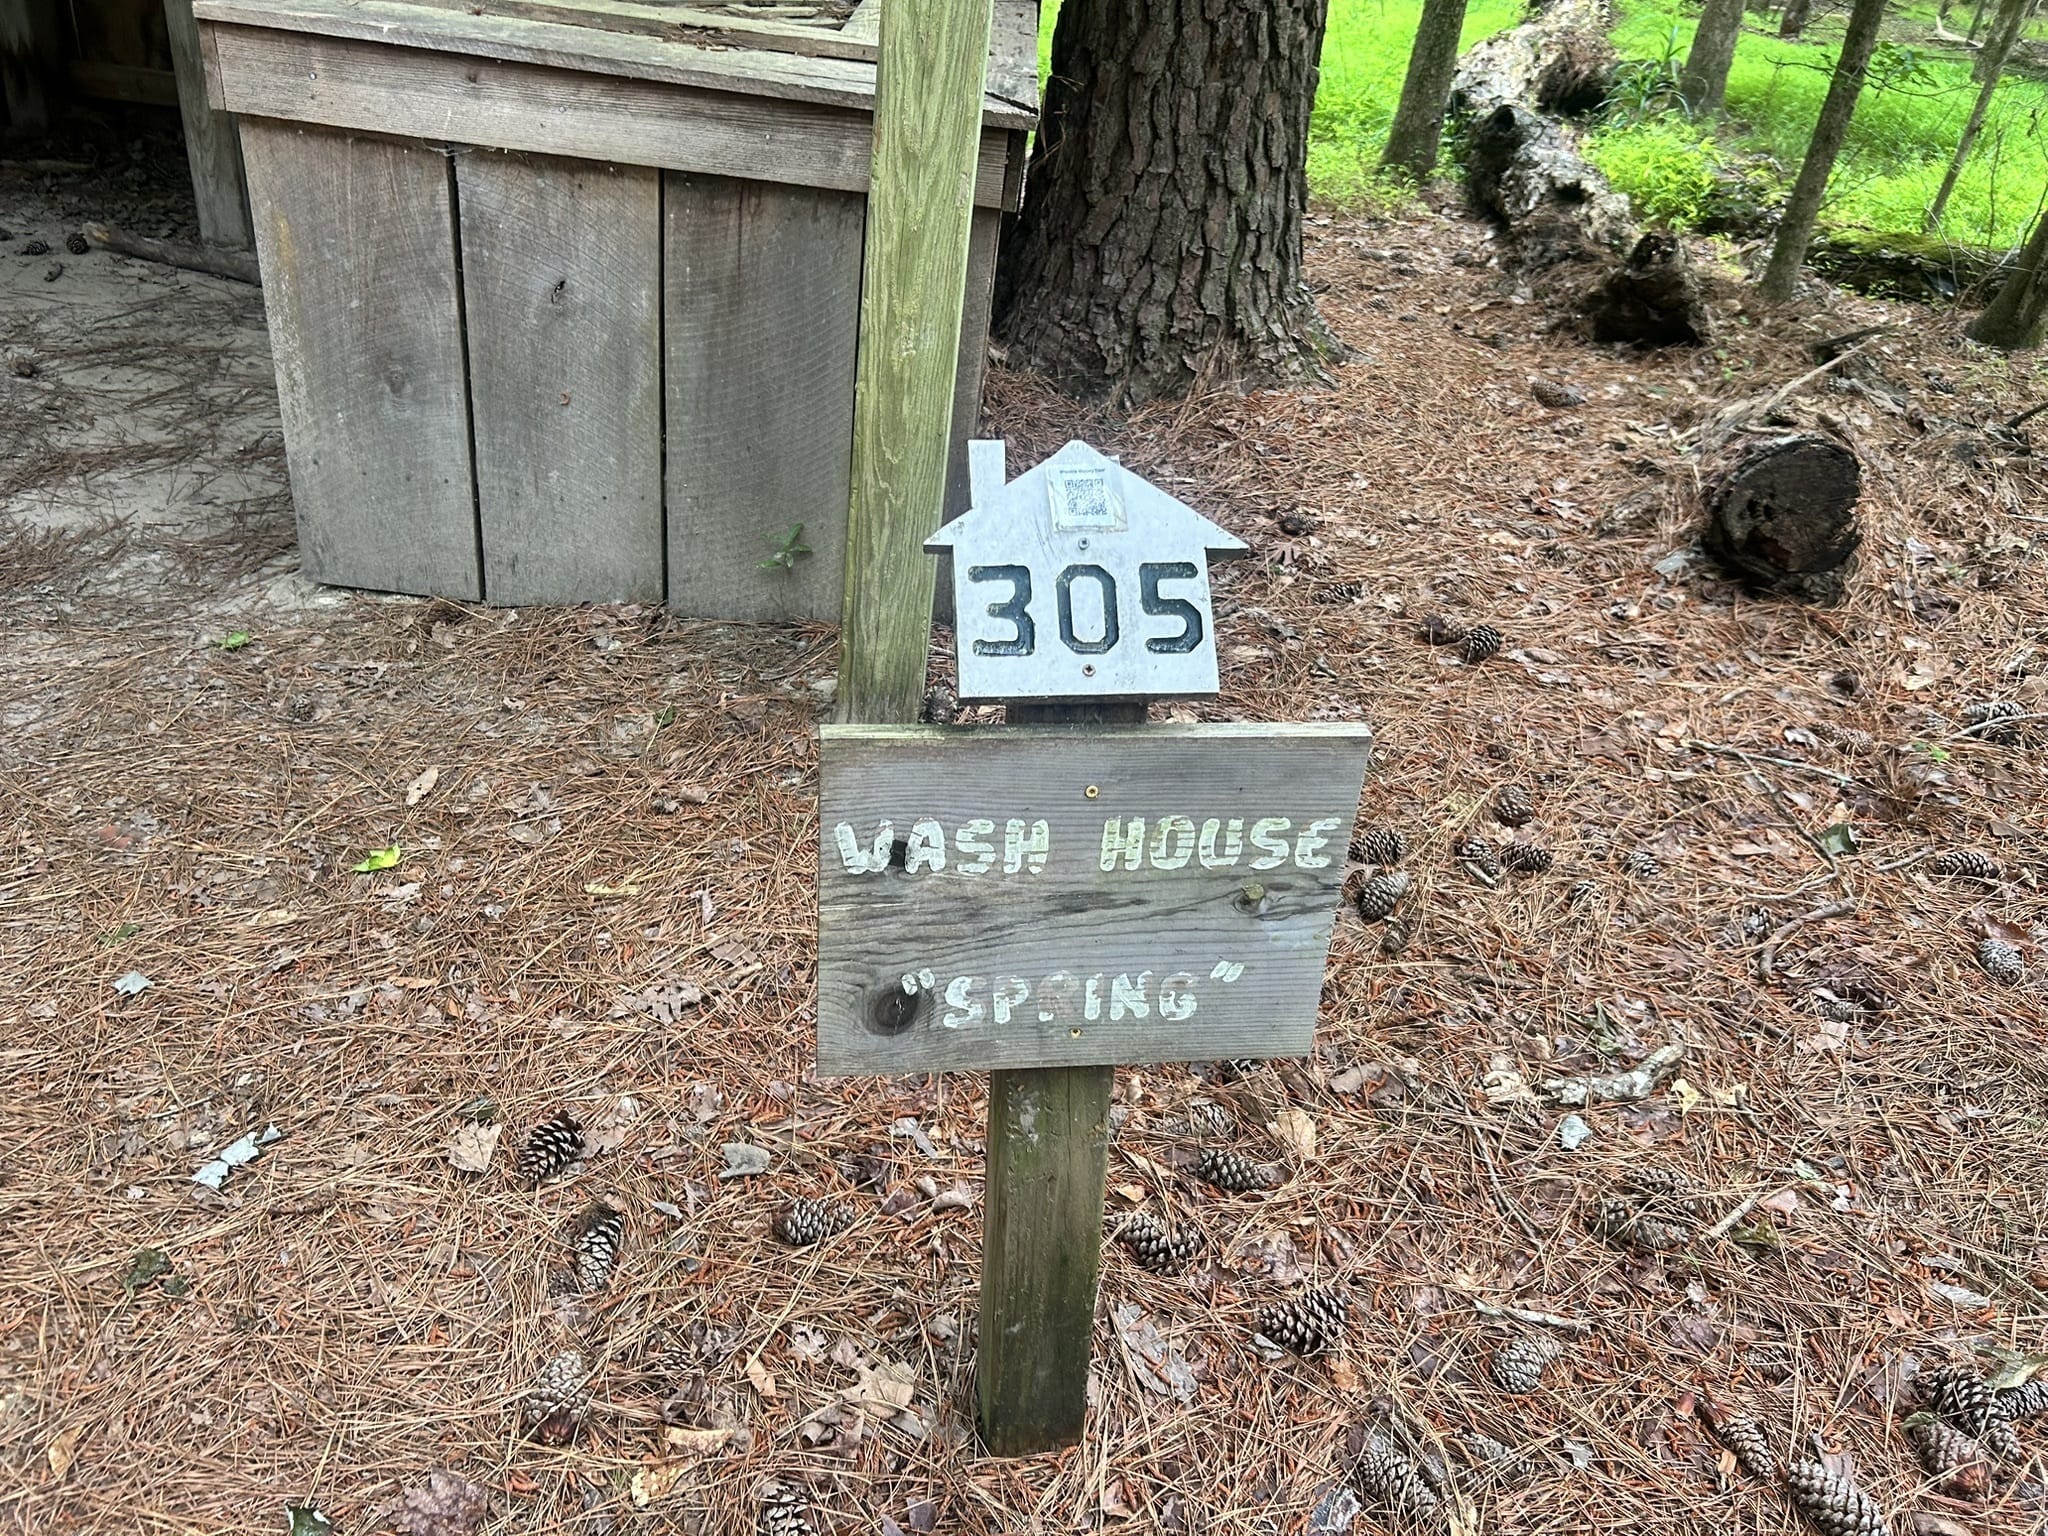 305
WASH HOUSE
"SPRING"